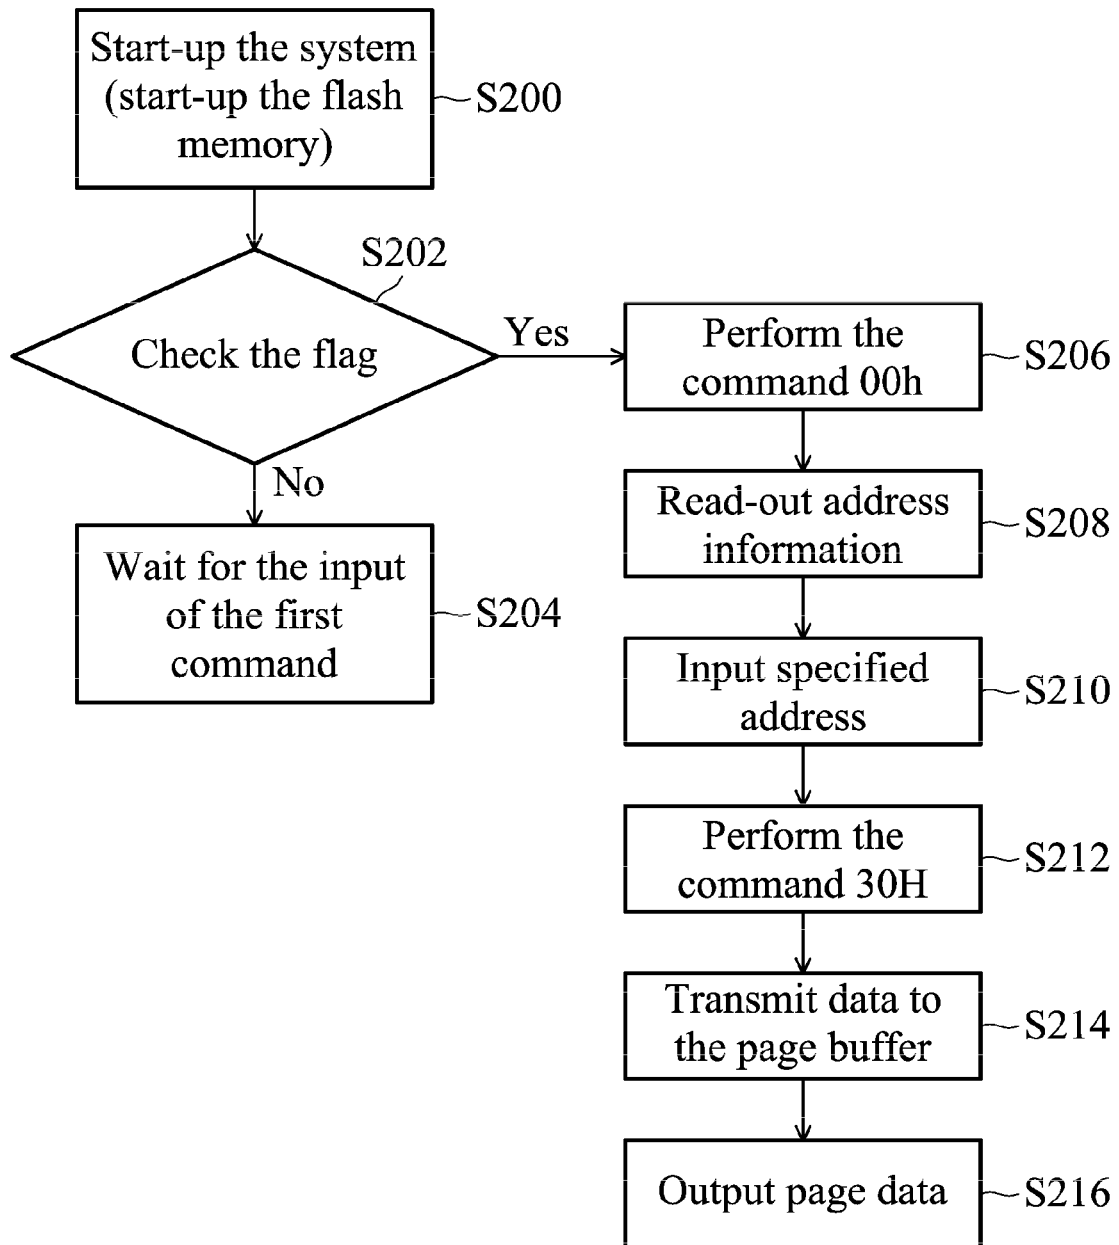 Start-up the system
(start-up the flash
memory)
S200
S202
Check the flag
Yes
No
Wait for the input
of the first
command
S204
Perform the
command 00h
S206
Read-out address
information
S208
Input specified
address
S210
Perform the
command 30H
S212
Transmit data to
the page buffer
S214
Output page data
S216